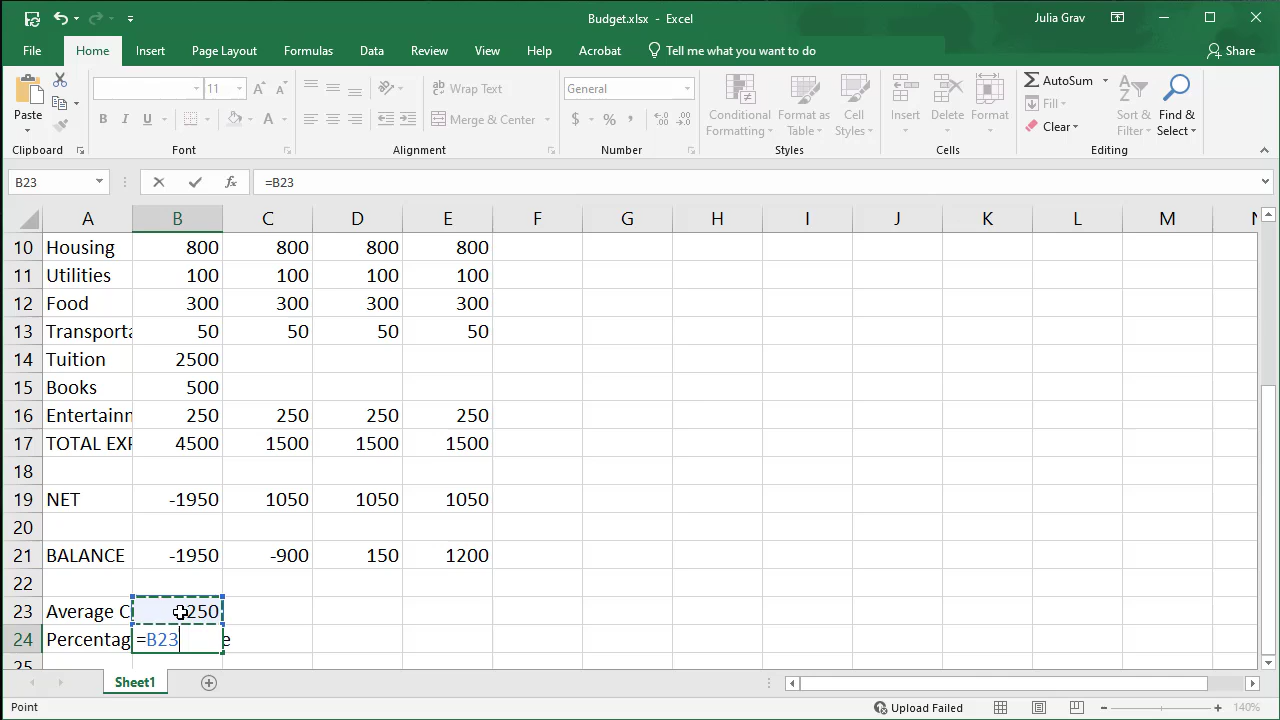 Budget.xlsx - Excel
Julia Grav
File Home Insert Page Layout Formulas Data Review View Help Acrobat Tell me what you want to do Share
Paste
Clipboard
11
B I U A
Font
Wrap Text
Merge & Center
Alignment
General
$ % ,
Number
Conditional Formatting
Format as Table
Cell Styles
Styles
Insert Delete Format
Cells
AutoSum
Fill
Clear
Sort & Filter
Find & Select
Editing
B23 fx =B23
A B C D E F G H I J K L M N
10 Housing 800 800 800 800
11 Utilities 100 100 100 100
12 Food 300 300 300 300
13 Transporta 50 50 50 50
14 Tuition 2500
15 Books 500
16 Entertainn 250 250 250 250
17 TOTAL EXP 4500 1500 1500 1500
18
19 NET -1950 1050 1050 1050
20
21 BALANCE -1950 -900 150 1200
22
23 Average C 250
24 Percentag =B23 e
25
Sheet1
Point Upload Failed 140%